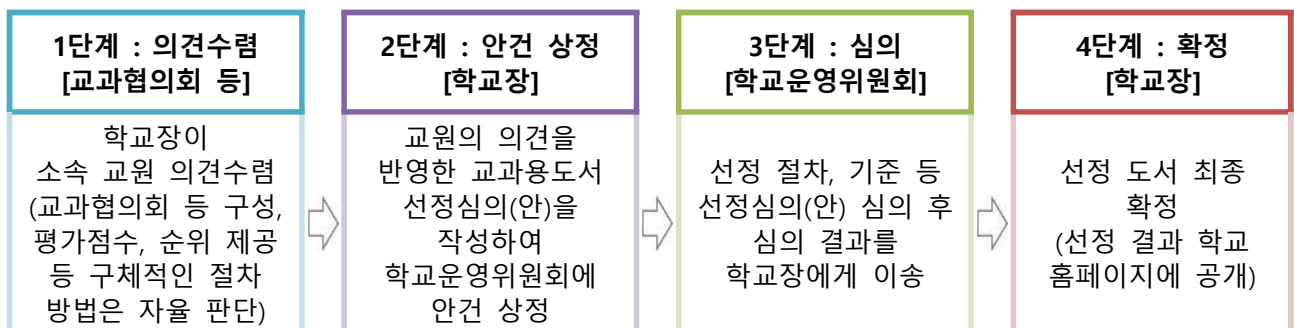 1단계 : 의견수렴
[교과협의회 등]
학교장이
소속 교원 의견수렴
(교과협의회 등 구성,
평가점수, 순위 제공
등 구체적인 절차
방법은 자율 판단)
2단계 : 안건 상정
[학교장]
교원의 의견을
반영한 교과용도서
선정심의(안)을
작성하여
학교운영위원회에
안건 상정
3단계 : 심의
[학교운영위원회]
선정 절차, 기준 등
선정심의(안) 심의 후
심의 결과를
학교장에게 이송
4단계 : 확정
[학교장]
선정 도서 최종
확정
(선정 결과 학교
홈페이지에 공개)